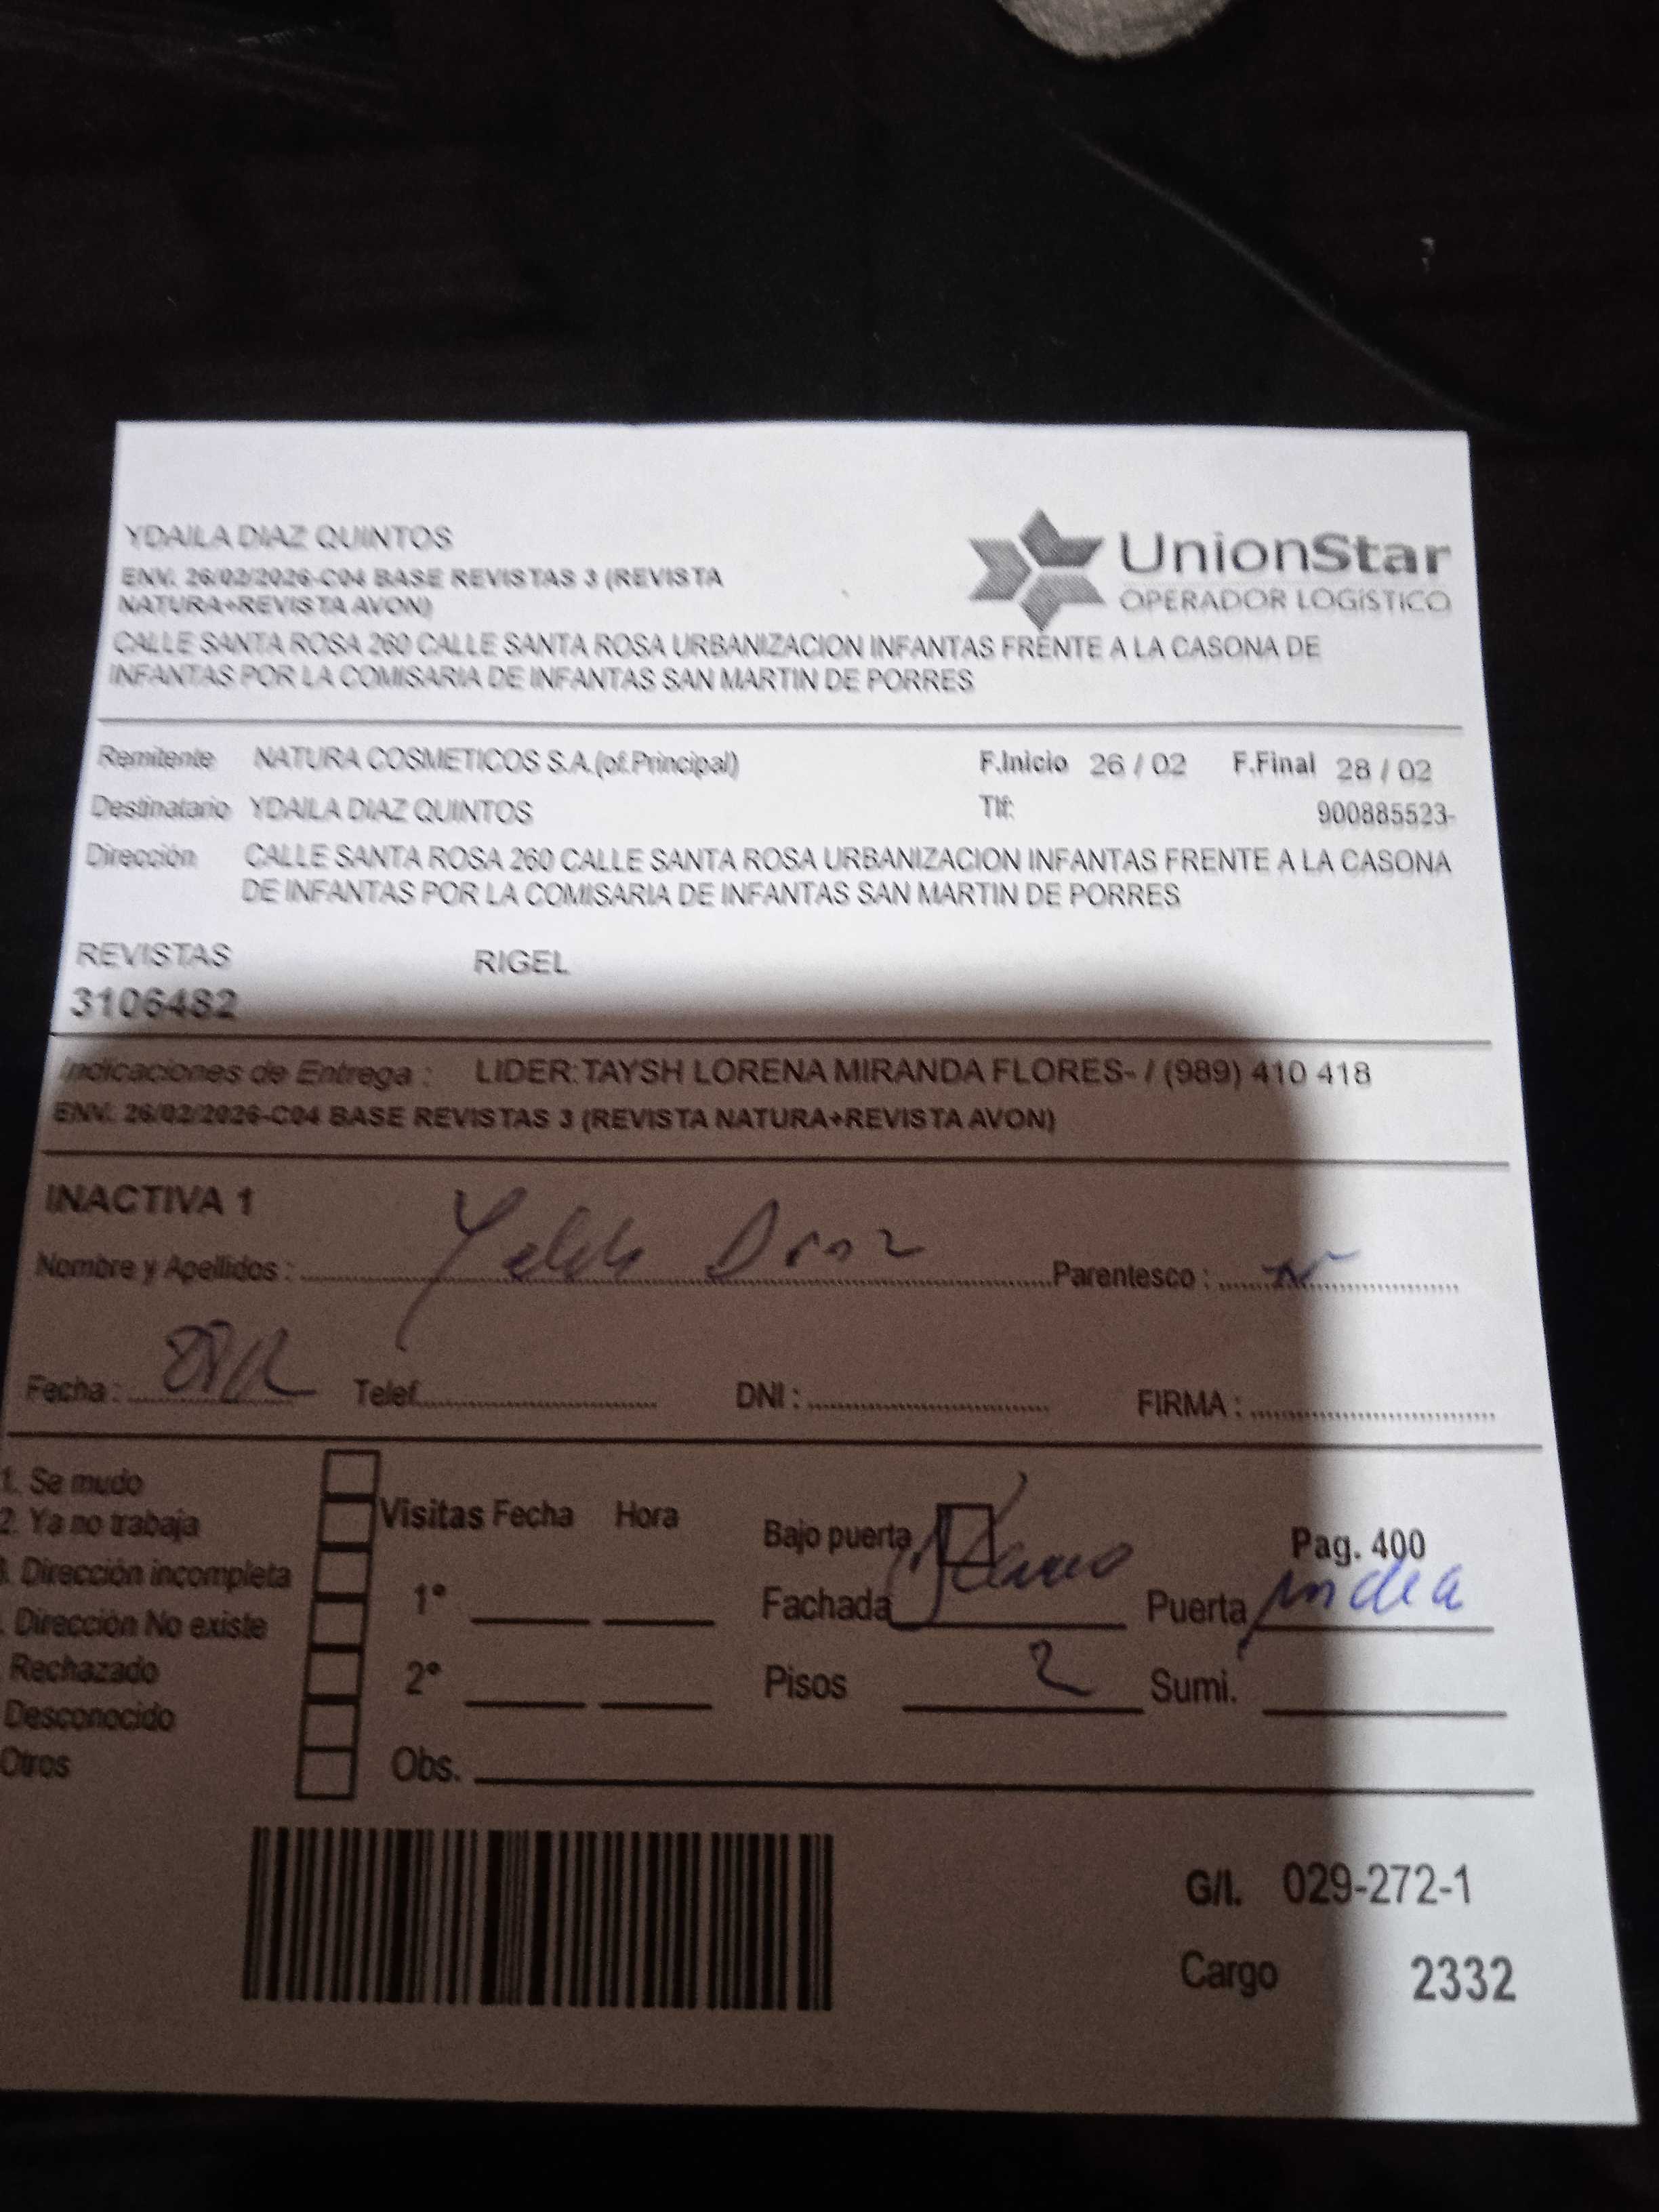 YDAILA DIAZ QUINTOS
ENV. 26/02/2026-C04 BASE REVISTAS 3 (REVISTA
NATURA+REVISTA AVON)
UnionStar
OPERADOR LOGÍSTICO
CALLE SANTA ROSA 260 CALLE SANTA ROSA URBANIZACION INFANTAS FRENTE A LA CASONA DE
INFANTAS POR LA COMISARIA DE INFANTAS SAN MARTIN DE PORRES
Remitente NATURA COSMETICOS S.A.(of.Principal) F.Inicio 26 / 02 F.Final 28 / 02
Destinatario YDAILA DIAZ QUINTOS Tlf: 900885523-
Dirección CALLE SANTA ROSA 260 CALLE SANTA ROSA URBANIZACION INFANTAS FRENTE A LA CASONA
DE INFANTAS POR LA COMISARIA DE INFANTAS SAN MARTIN DE PORRES
REVISTAS RIGEL
3106482
Indicaciones de Entrega : LIDER:TAYSH LORENA MIRANDA FLORES- / (989) 410 418
ENV. 26/02/2026-C04 BASE REVISTAS 3 (REVISTA NATURA+REVISTA AVON)
INACTIVA 1
Nombre y Apellidos : Parentesco :
Fecha : Telef. DNI : FIRMA :
1. Se mudo
2. Ya no trabaja
. Dirección incompleta
. Dirección No existe
Rechazado
Desconocido
Otros
Visitas Fecha Hora
1°
2°
Obs.
Bajo puerta Pag. 400
Fachada Puerta
Pisos 2 Sumi.
G/I. 029-272-1
Cargo 2332